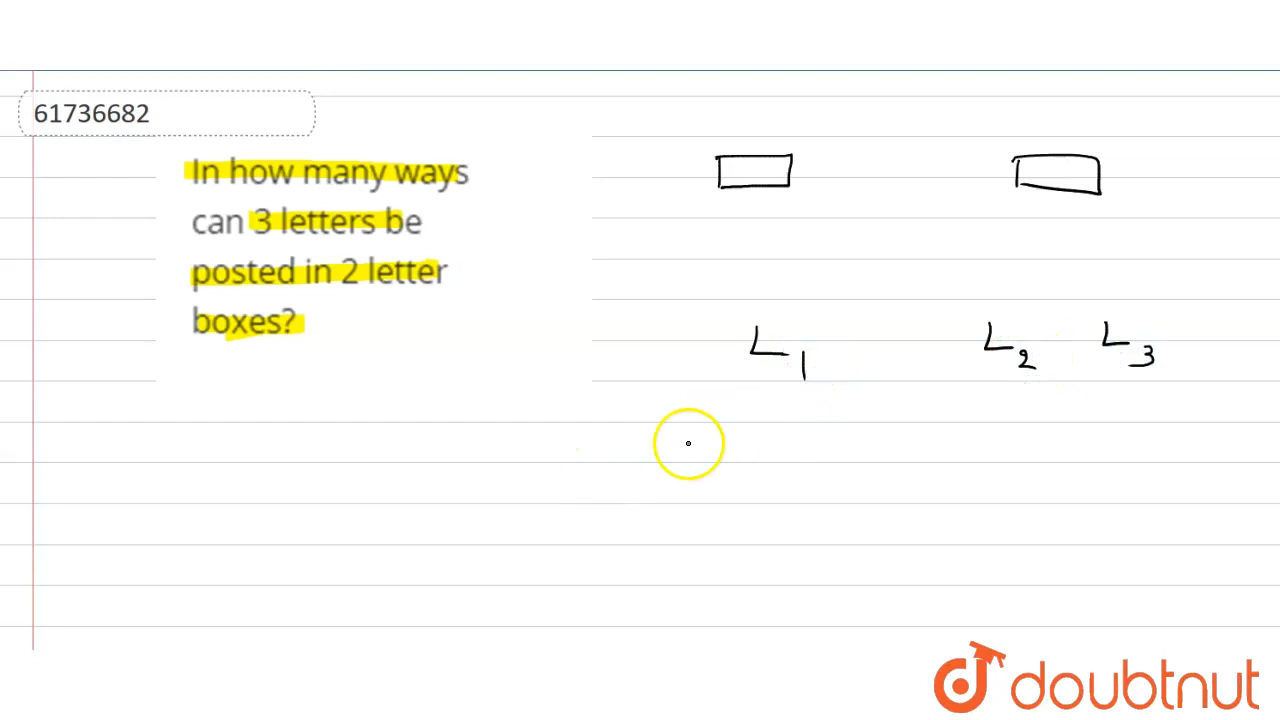 61736682
In how many ways
can 3 letters be
posted in 2 letter
boxes?
L1 L2 L3
doubtnut